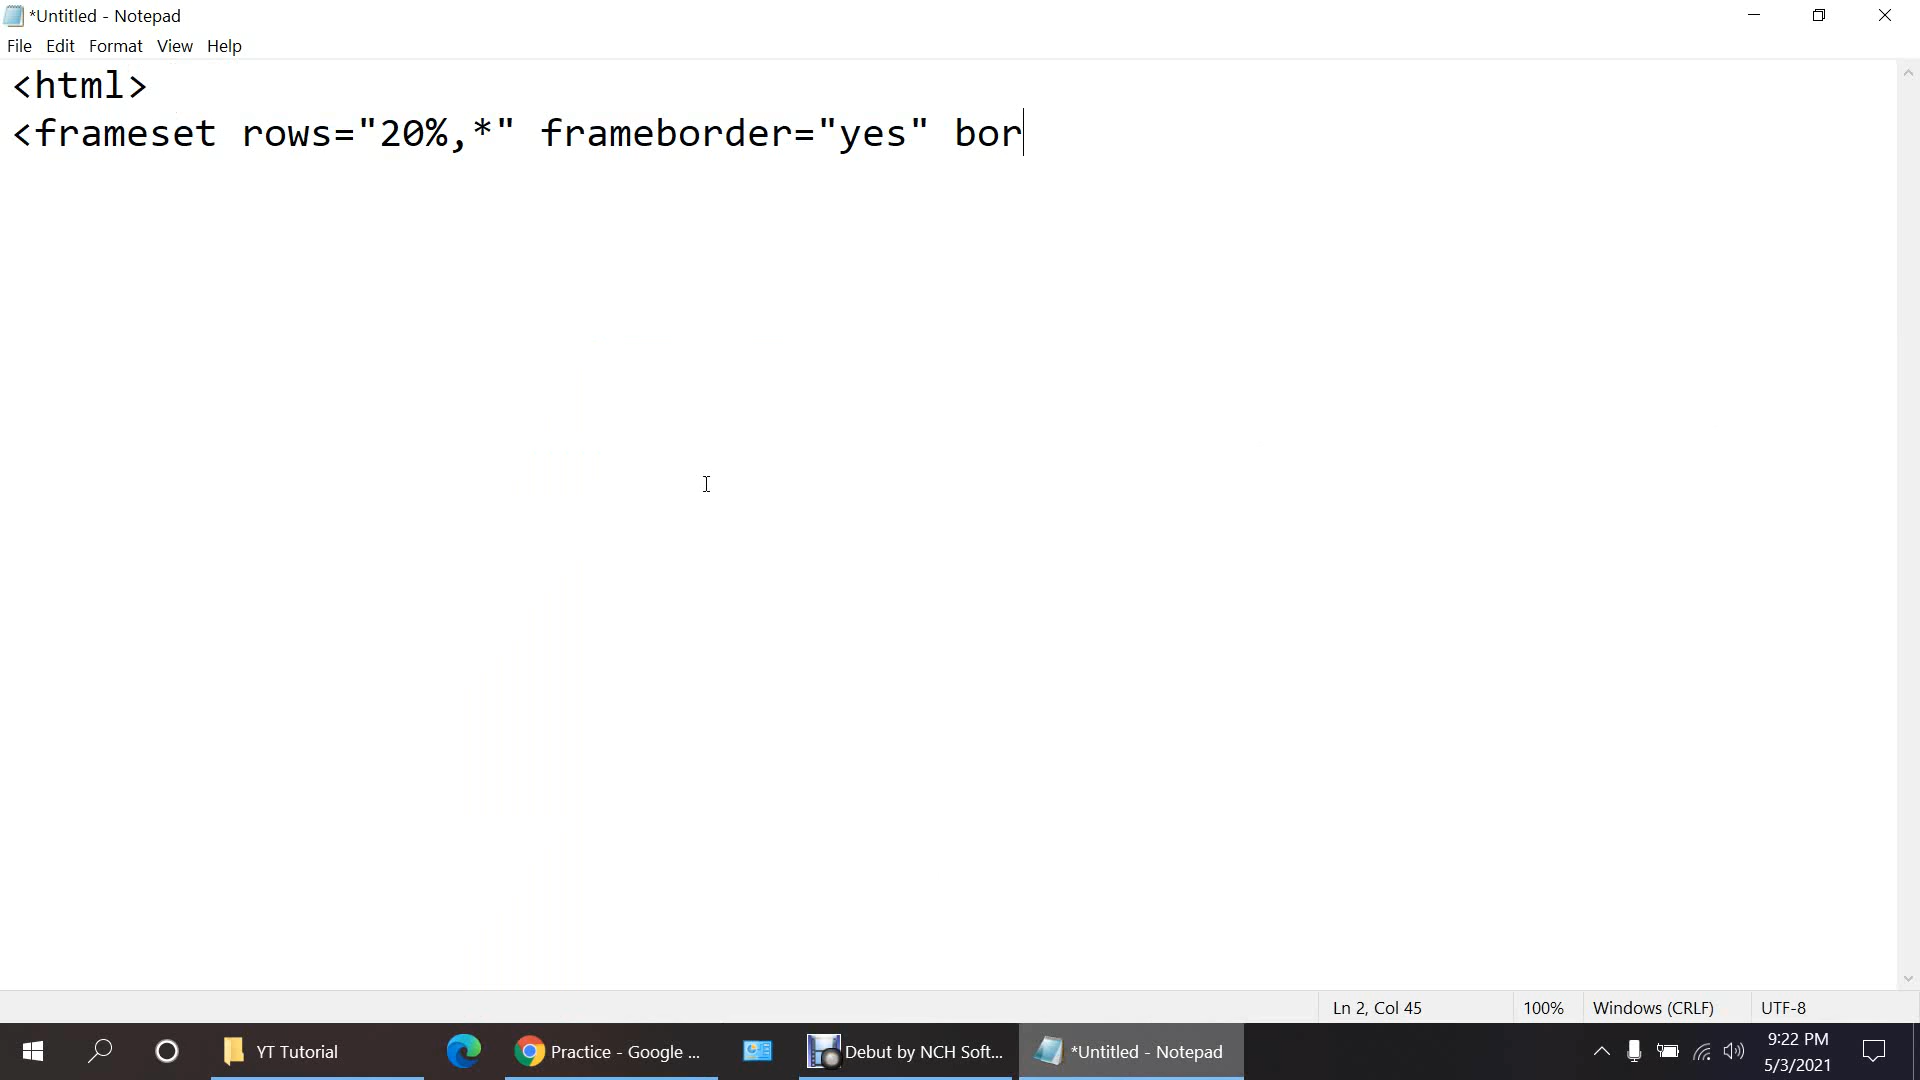 *Untitled - Notepad
File Edit Format View Help
<html>
<frameset rows="20%,*" frameborder="yes" bor
Ln 2, Col 45 100% Windows (CRLF) UTF-8
YT Tutorial Practice - Google ... Debut by NCH Soft... *Untitled - Notepad 9:22 PM
5/3/2021